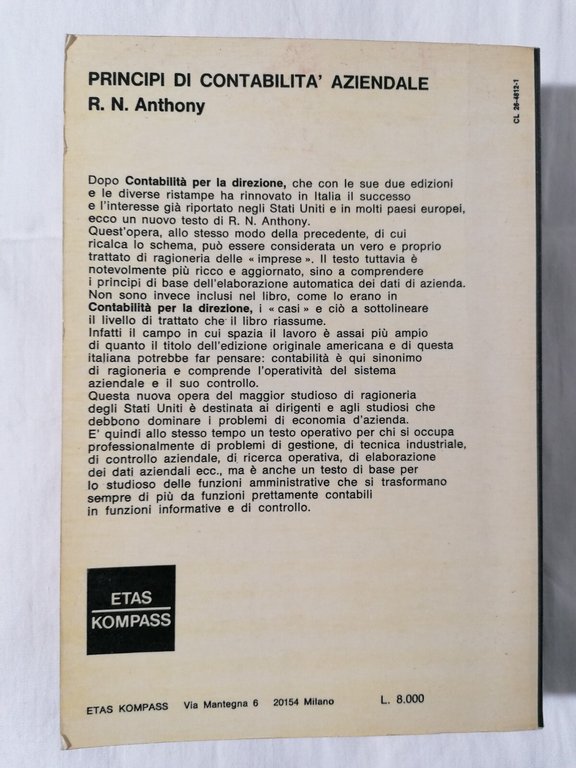 PRINCIPI DI CONTABILITA' AZIENDALE
R. N. Anthony
CL 26-4812-1
Dopo Contabilità per la direzione, che con le sue due edizioni
e le diverse ristampe ha rinnovato in Italia il successo
e l'interesse già riportato negli Stati Uniti e in molti paesi europei,
ecco un nuovo testo di R. N. Anthony.
Quest'opera, allo stesso modo della precedente, di cui
ricalca lo schema, può essere considerata un vero e proprio
trattato di ragioneria delle « imprese ». Il testo tuttavia è
notevolmente più ricco e aggiornato, sino a comprendere
i principi di base dell'elaborazione automatica dei dati di azienda.
Non sono invece inclusi nel libro, come lo erano in
Contabilità per la direzione, i « casi » e ciò a sottolineare
il livello di trattato che il libro riassume.
Infatti il campo in cui spazia il lavoro è assai più ampio
di quanto il titolo dell'edizione originale americana e di questa
italiana potrebbe far pensare: contabilità è qui sinonimo
di ragioneria e comprende l'operatività del sistema
aziendale e il suo controllo.
Questa nuova opera del maggior studioso di ragioneria
degli Stati Uniti è destinata ai dirigenti e agli studiosi che
debbono dominare i problemi di economia d'azienda.
E' quindi allo stesso tempo un testo operativo per chi si occupa
professionalmente di problemi di gestione, di tecnica industriale,
di controllo aziendale, di ricerca operativa, di elaborazione
dei dati aziendali ecc., ma è anche un testo di base per
lo studioso delle funzioni amministrative che si trasformano
sempre di più da funzioni prettamente contabili
in funzioni informative e di controllo.
ETAS
KOMPASS
ETAS KOMPASS Via Mantegna 6 20154 Milano L. 8.000